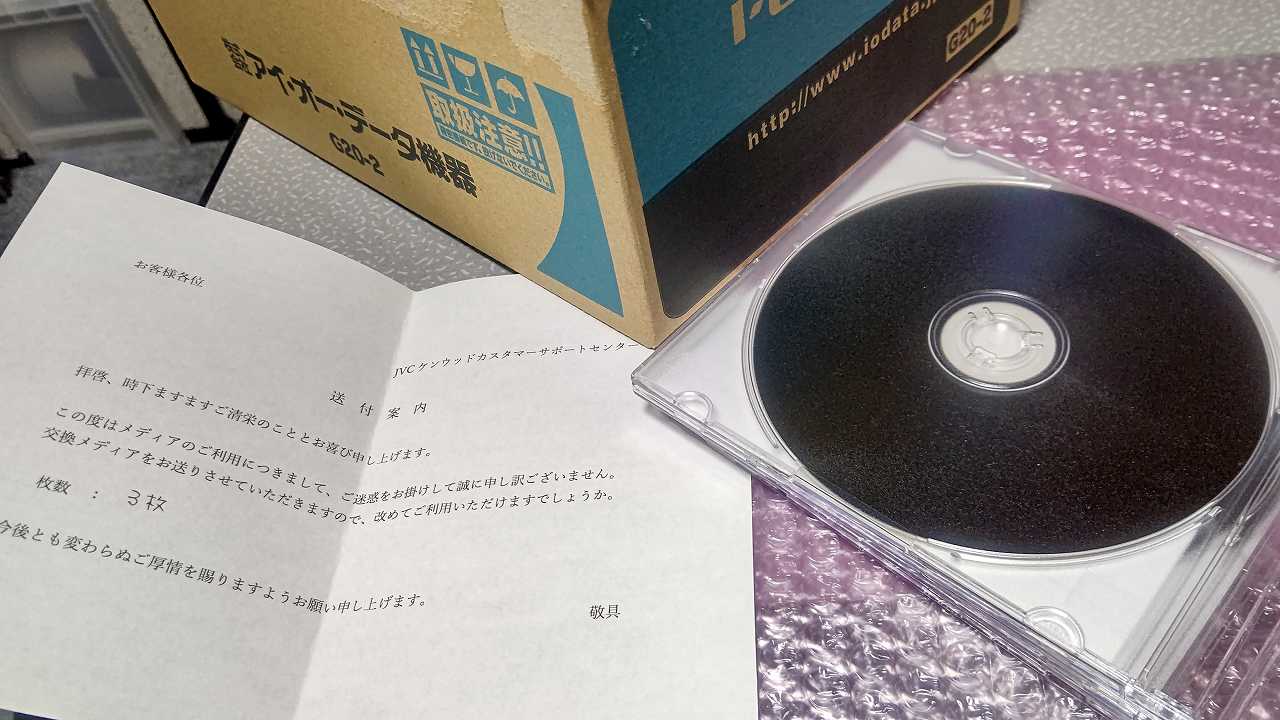 株式会社アイ・オー・データ機器
G20-2
取扱注意!!
http://www.iodata.j
G20-2
お客様各位
JVCケンウッドカスタマーサポートセンター
送付案内
拝啓、時下ますますご清栄のこととお喜び申し上げます。
この度はメディアのご利用につきまして、ご迷惑をお掛けして誠に申し訳ございません。
交換メディアをお送りさせていただきますので、改めてご利用いただけますでしょうか。
枚数 : 3枚
今後とも変わらぬご厚情を賜りますようお願い申し上げます。
敬具